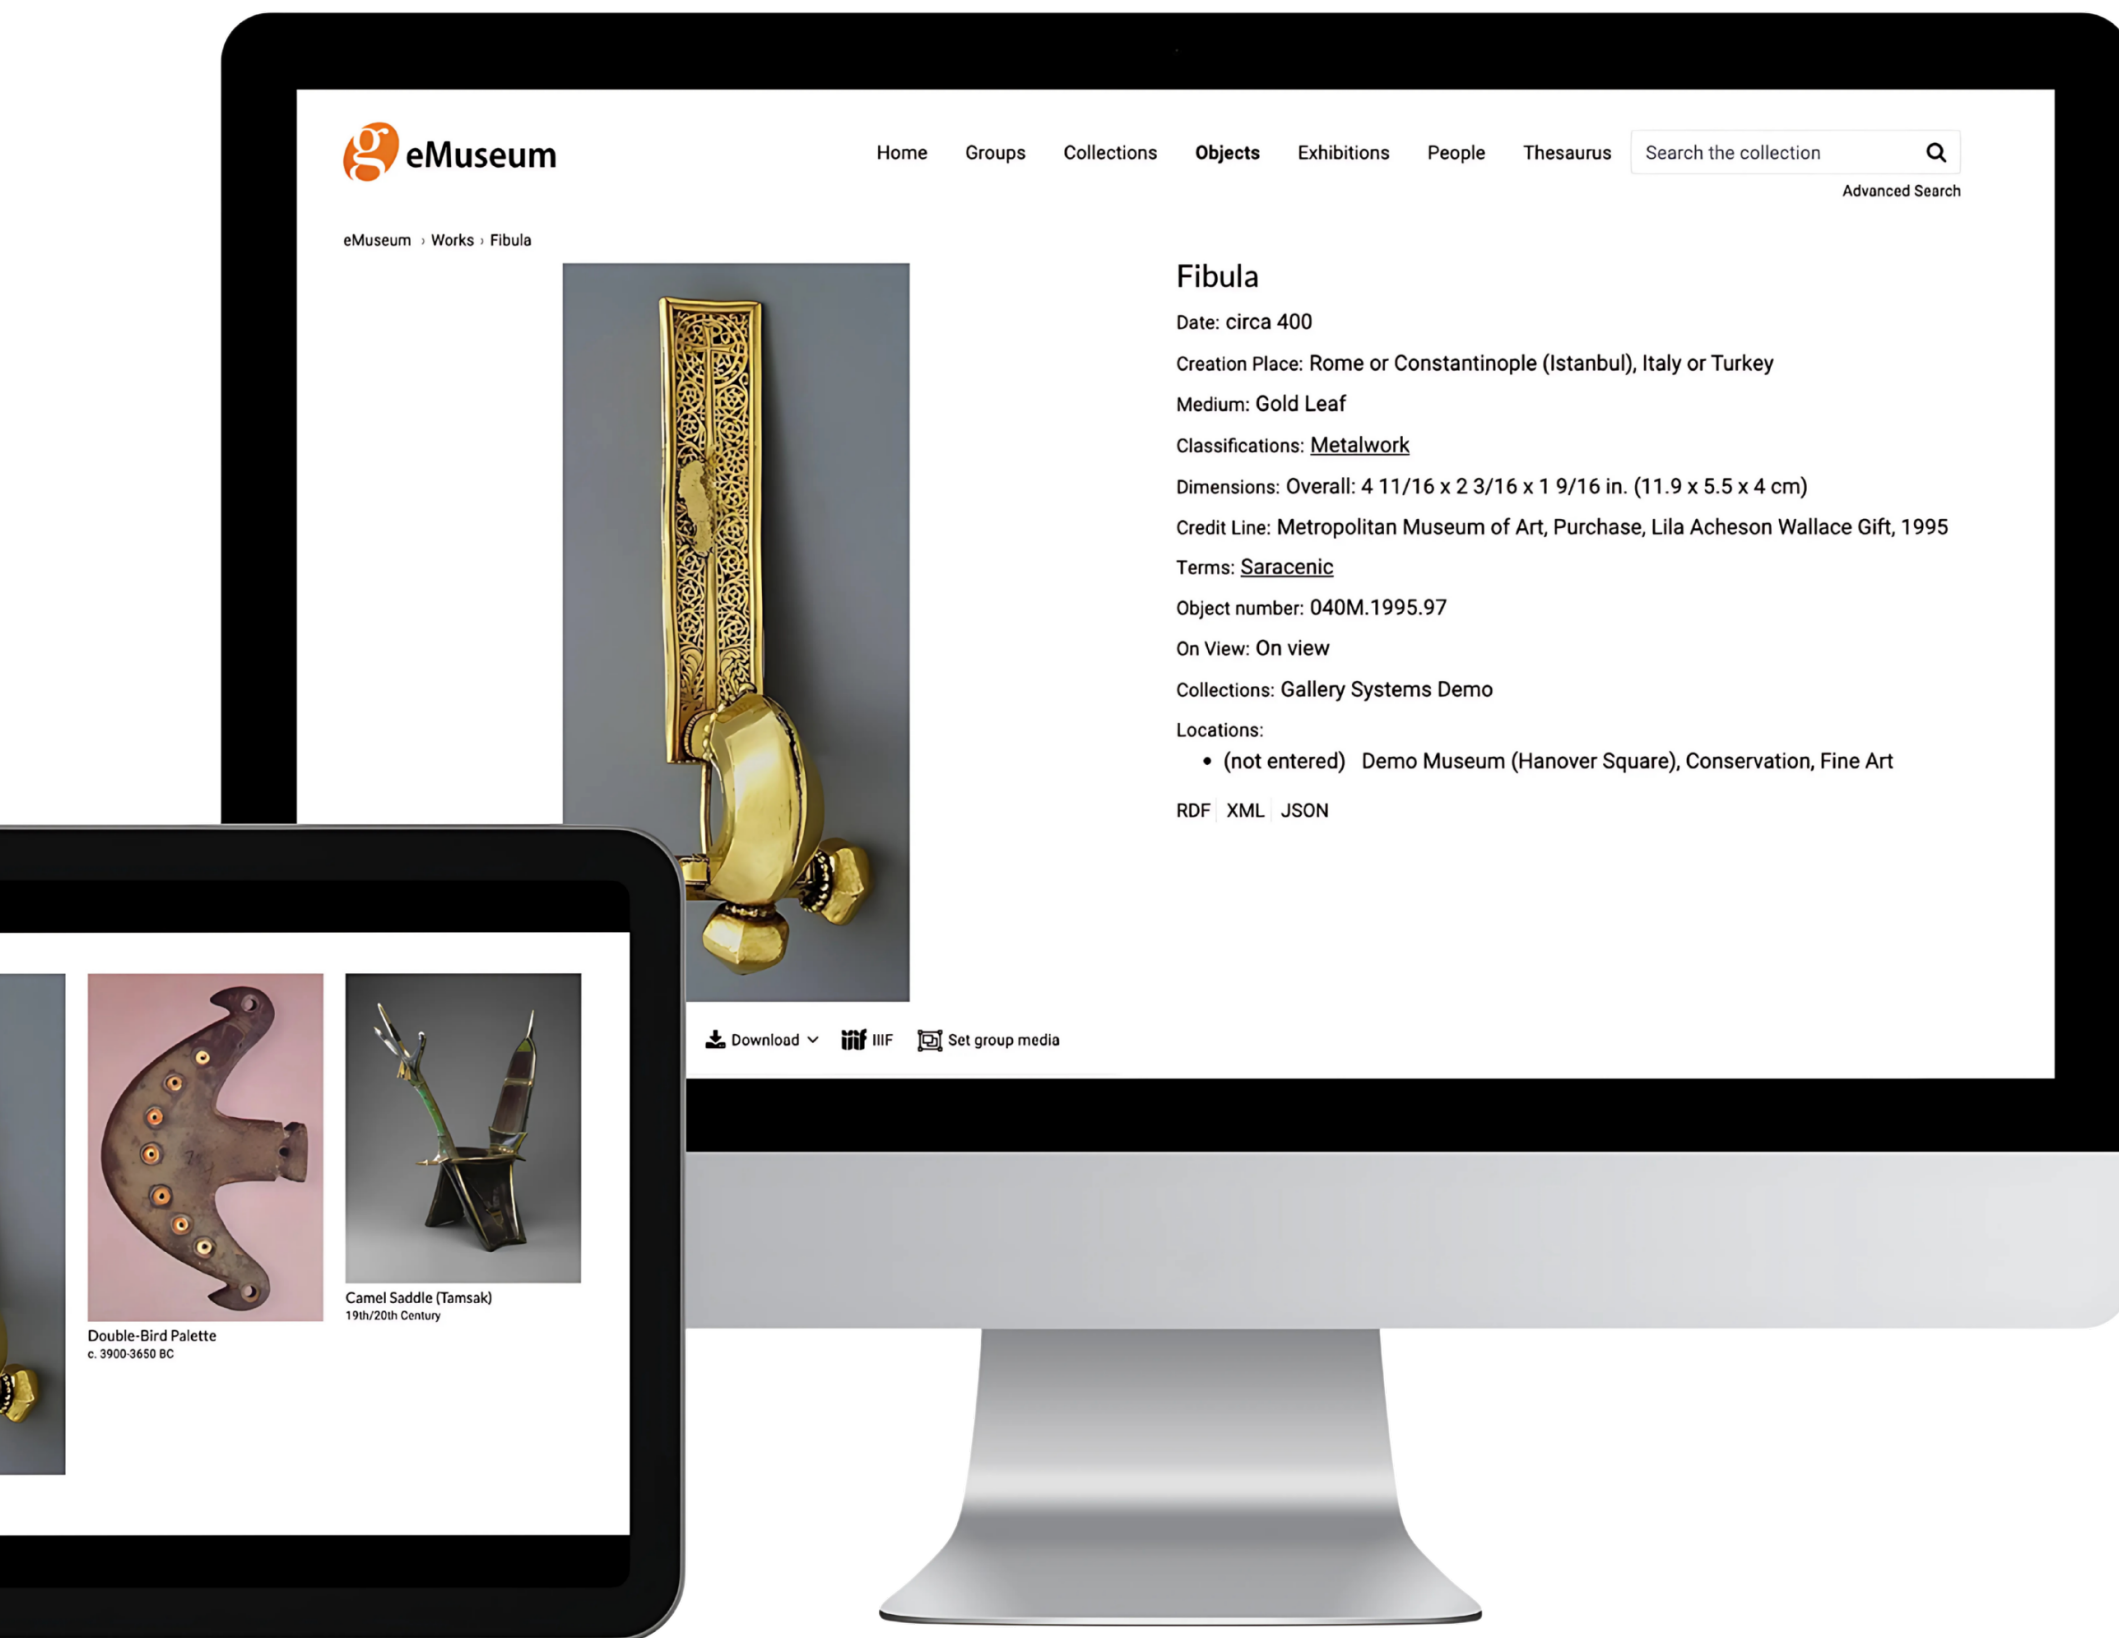 g eMuseum
Home Groups Collections Objects Exhibitions People Thesaurus Search the collection
Advanced Search
eMuseum › Works › Fibula
Fibula
Date: circa 400
Creation Place: Rome or Constantinople (Istanbul), Italy or Turkey
Medium: Gold Leaf
Classifications: Metalwork
Dimensions: Overall: 4 11/16 x 2 3/16 x 1 9/16 in. (11.9 x 5.5 x 4 cm)
Credit Line: Metropolitan Museum of Art, Purchase, Lila Acheson Wallace Gift, 1995
Terms: Saracenic
Object number: 040M.1995.97
On View: On view
Collections: Gallery Systems Demo
Locations:
• (not entered) Demo Museum (Hanover Square), Conservation, Fine Art
RDF XML JSON
Download IIIF Set group media
Double-Bird Palette
c. 3900-3650 BC
Camel Saddle (Tamsak)
19th/20th Century